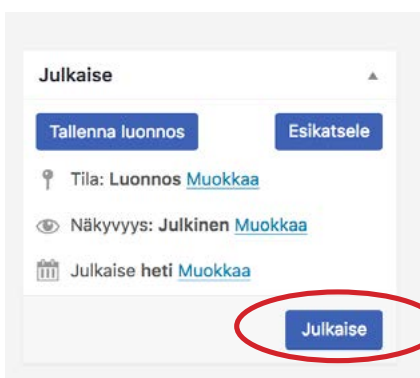 Julkaise
Tallenna luonnos Esikatsele
Tila: Luonnos Muokkaa
Näkyvyys: Julkinen Muokkaa
Julkaise heti Muokkaa
Julkaise